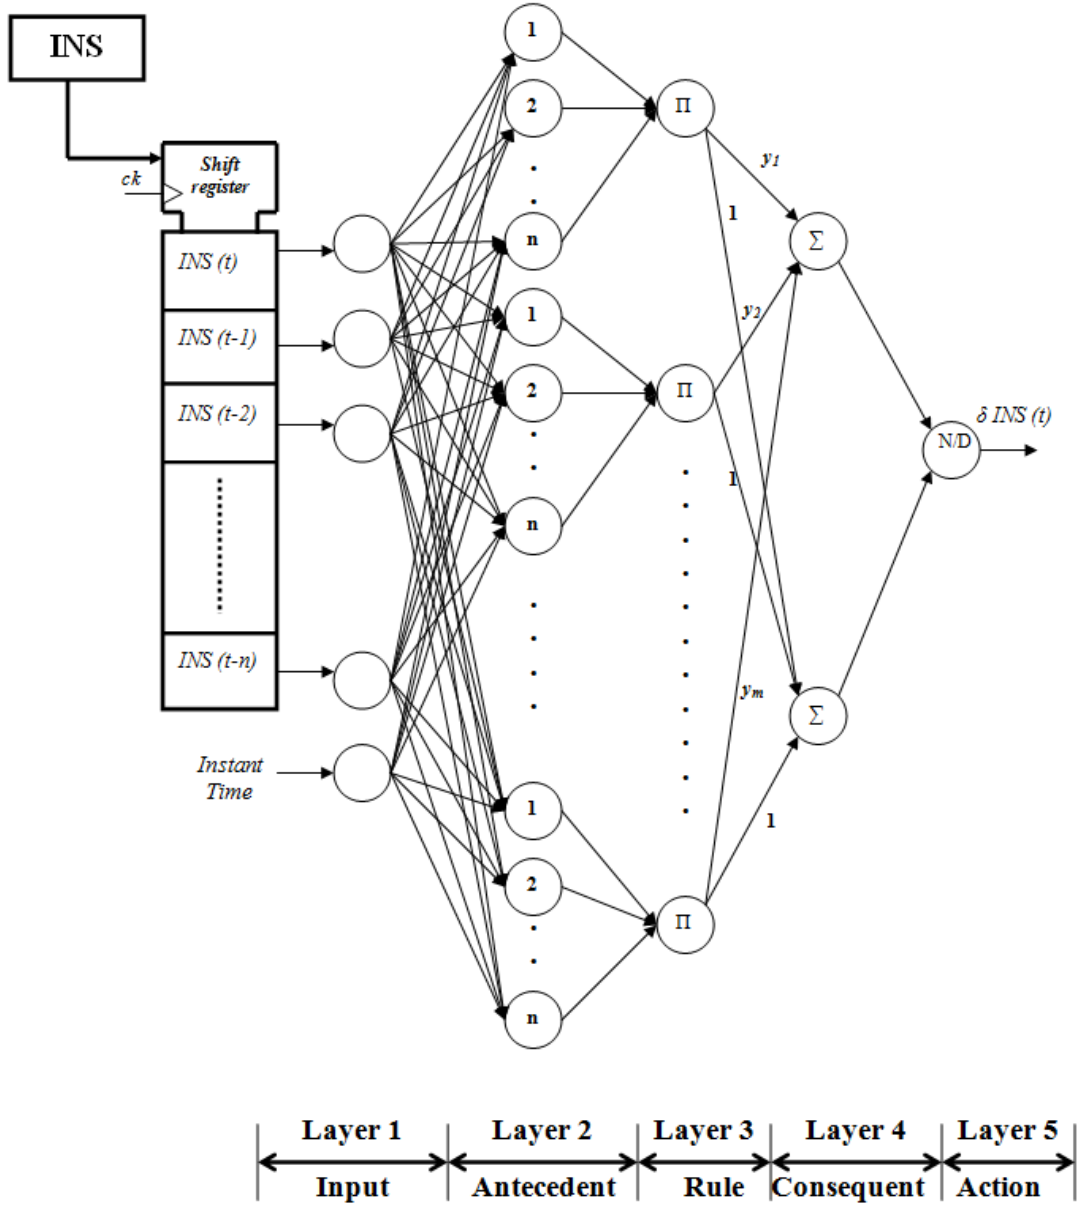 INS
ck
Shift
register
INS (t)
INS (t-1)
INS (t-2)
INS (t-n)
Instant
Time
1
2
n
1
2
n
1
2
n
Π
Π
Π
y1
1
y2
1
ym
1
Σ
Σ
N/D
δ INS (t)
Layer 1
Layer 2
Layer 3
Layer 4
Layer 5
Input
Antecedent
Rule
Consequent
Action